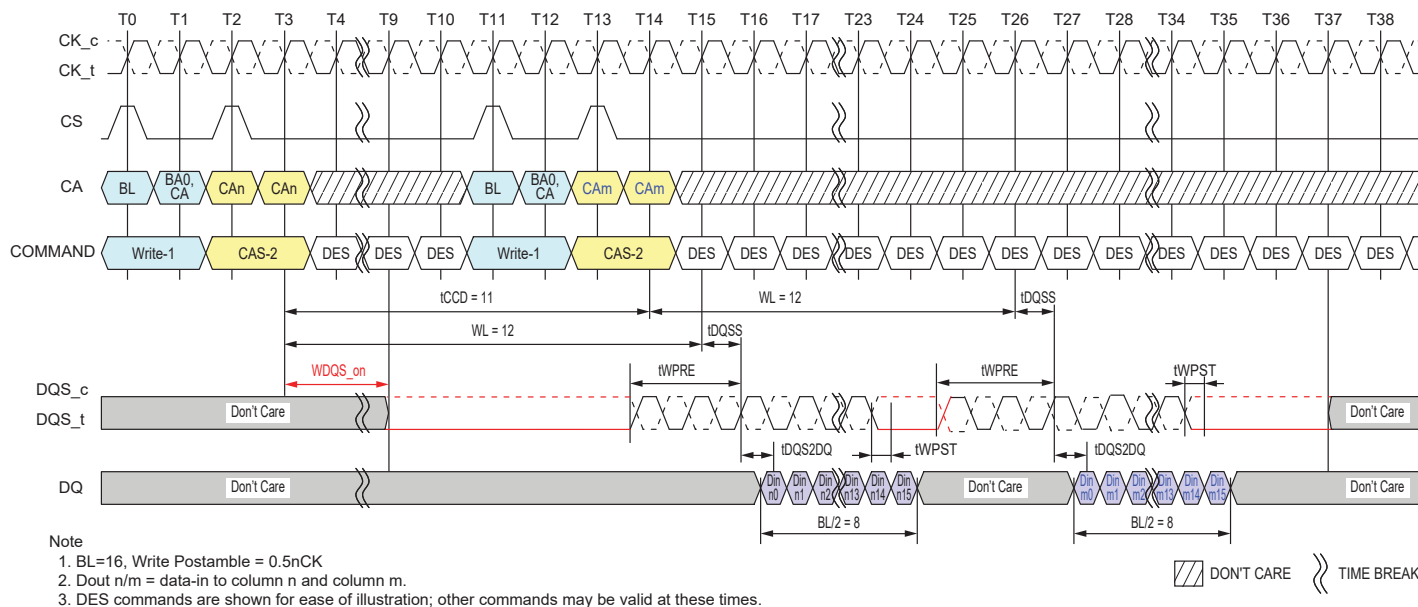 T0 T1 T2 T3 T4 T9 T10 T11 T12 T13 T14 T15 T16 T17 T23 T24 T25 T26 T27 T28 T34 T35 T36 T37 T38
CK_c
CK_t
CS
CA BL BA0, CA CAn CAn BL BA0, CA CAm CAm
COMMAND Write-1 CAS-2 DES DES DES Write-1 CAS-2 DES DES DES DES DES DES DES DES DES DES DES DES DES DES
tCCD = 11 WL = 12 tDQSS
WL = 12 tDQSS
WDQS_on tWPRE tWPRE tWPST
DQS_c
DQS_t Don't Care Don't Care
tDQS2DQ tWPST tDQS2DQ
DQ Don't Care Din n0 Din n1 Din n2 Din n13 Din n14 Din n15 Don't Care Din m0 Din m1 Din m2 Din m13 Din m14 Din m15 Don't Care
BL/2 = 8 BL/2 = 8
Note
1. BL=16, Write Postamble = 0.5nCK
2. Dout n/m = data-in to column n and column m.
3. DES commands are shown for ease of illustration; other commands may be valid at these times.
DON'T CARE TIME BREAK